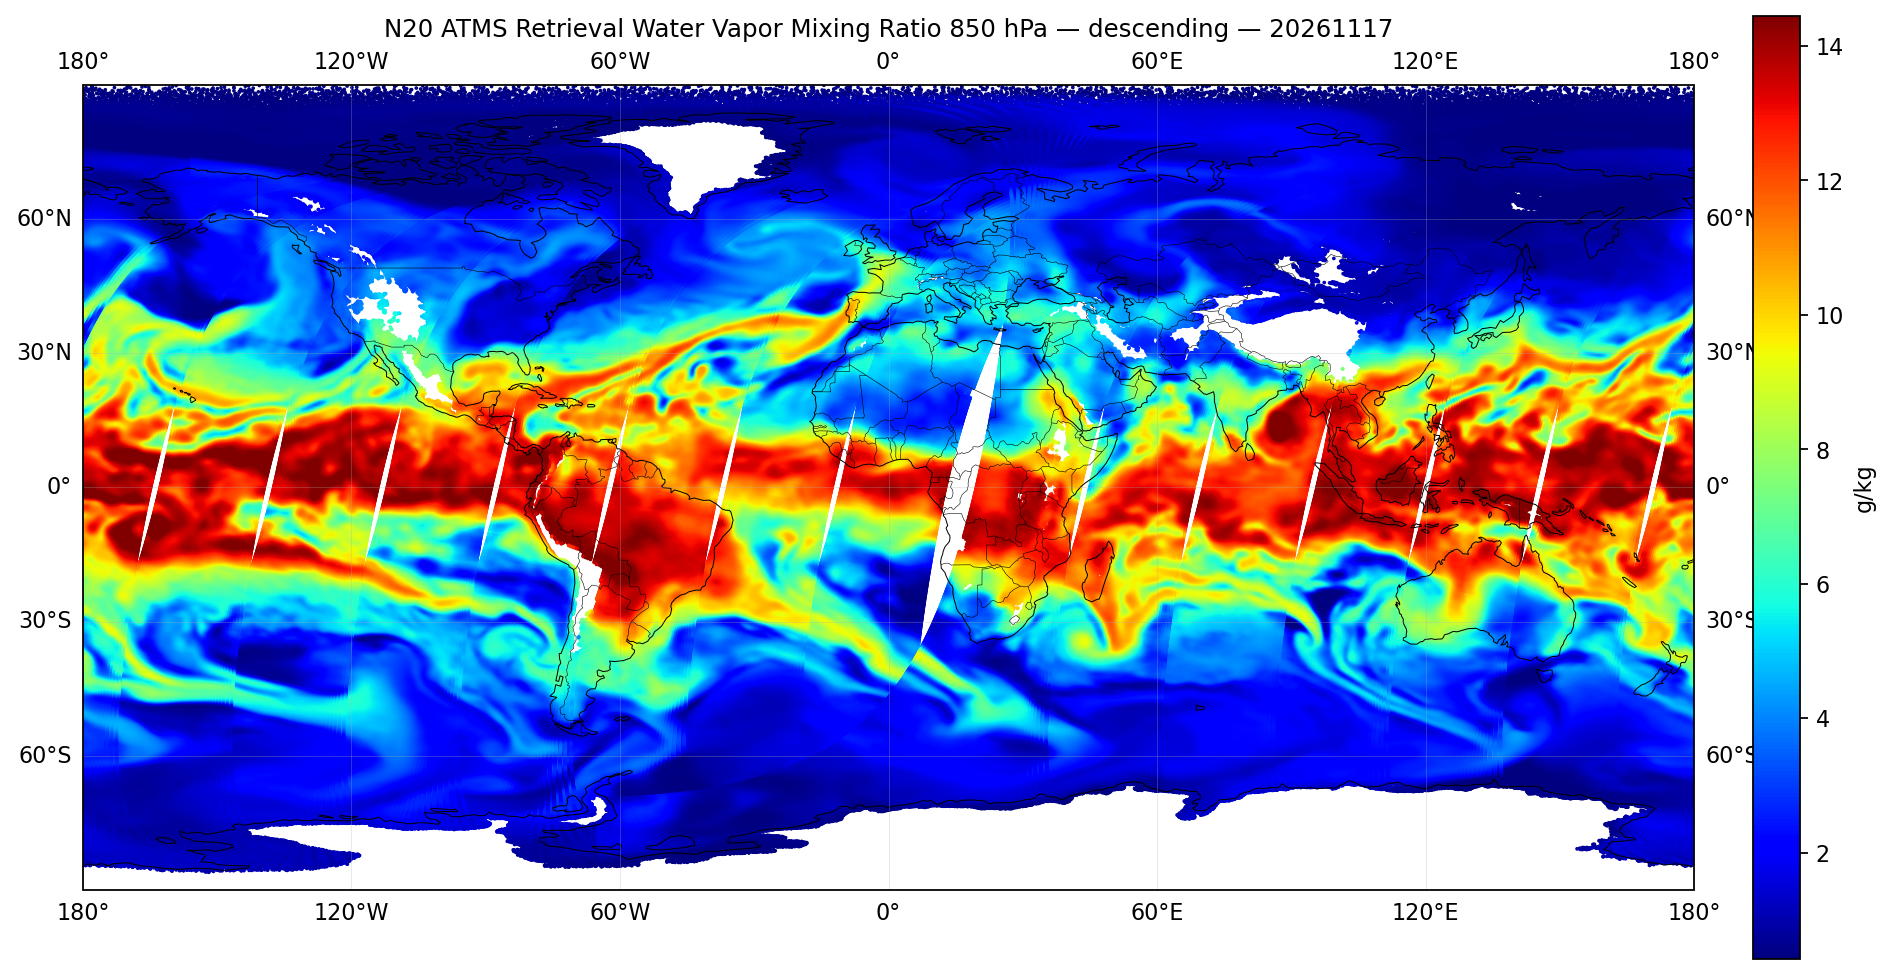 N20 ATMS Retrieval Water Vapor Mixing Ratio 850 hPa — descending — 20261117
180° 120°W 60°W 0° 60°E 120°E 180°
60°N 60°N
30°N 30°N
0° 0°
30°S 30°S
60°S 60°S
180° 120°W 60°W 0° 60°E 120°E 180°
14
12
10
8
6
4
2
g/kg